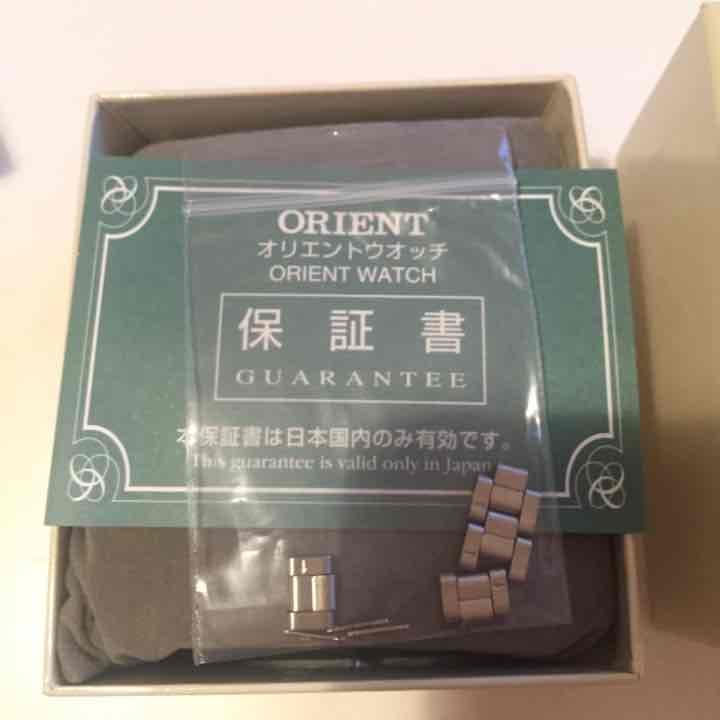 ORIENT
オリエントウオッチ
ORIENT WATCH
保証書
GUARANTEE
本保証書は日本国内のみ有効です。
This guarantee is valid only in Japan